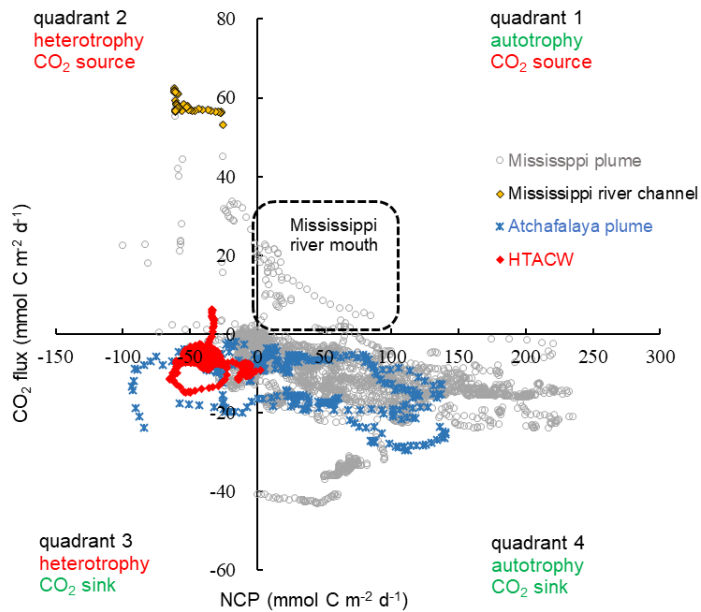 quadrant 2
heterotrophy
CO2 source
quadrant 1
autotrophy
CO2 source
80
60
40
20
0
-20
-40
-60
-150
-100
-50
0
50
100
150
200
250
300
CO2 flux (mmol C m-2 d-1)
Mississippi
river mouth
Mississppi plume
Mississippi river channel
Atchafalaya plume
HTACW
quadrant 3
heterotrophy
CO2 sink
quadrant 4
autotrophy
CO2 sink
NCP (mmol C m-2 d-1)